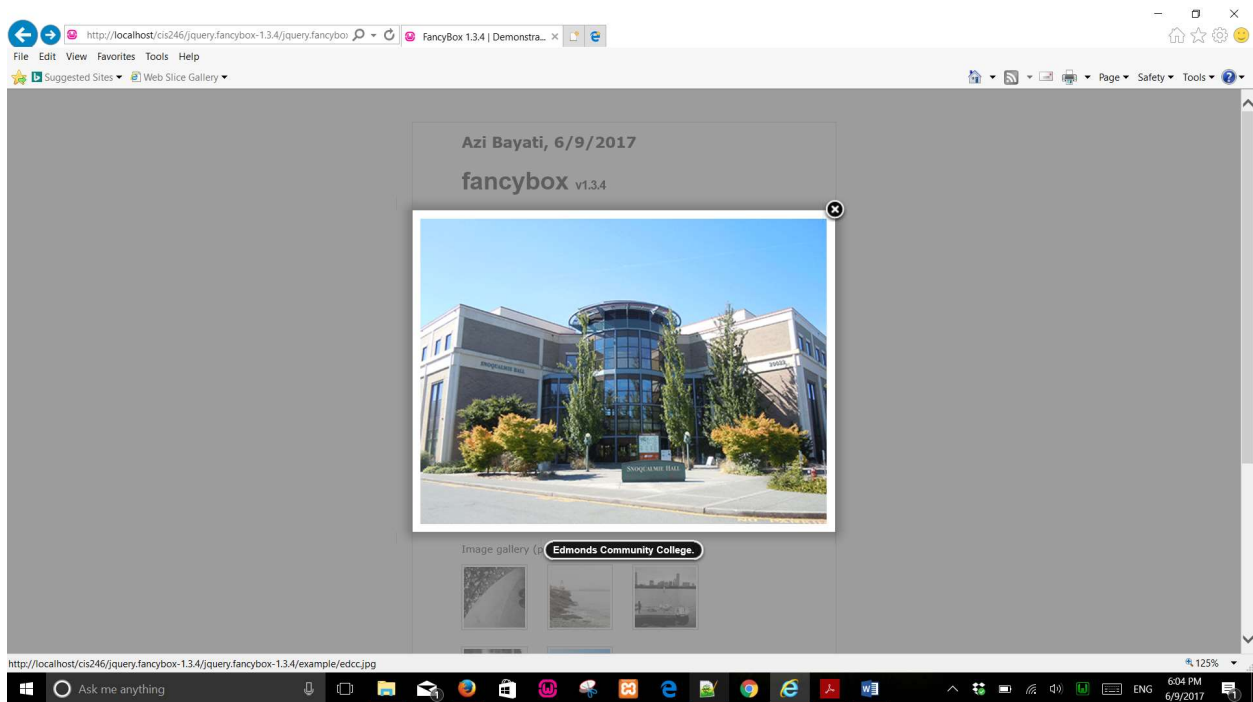 http://localhost/cis246/jquery.fancybox-1.3.4/jquery.fancybo
FancyBox 1.3.4 | Demonstra...
File Edit View Favorites Tools Help
Suggested Sites Web Slice Gallery
Page Safety Tools
Azi Bayati, 6/9/2017
fancybox v1.3.4
SNOQUALMIE HALL
20022
SNOQUALMIE HALL
Image gallery (p
Edmonds Community College.
http://localhost/cis246/jquery.fancybox-1.3.4/jquery.fancybox-1.3.4/example/edcc.jpg
125%
Ask me anything
ENG
6:04 PM
6/9/2017